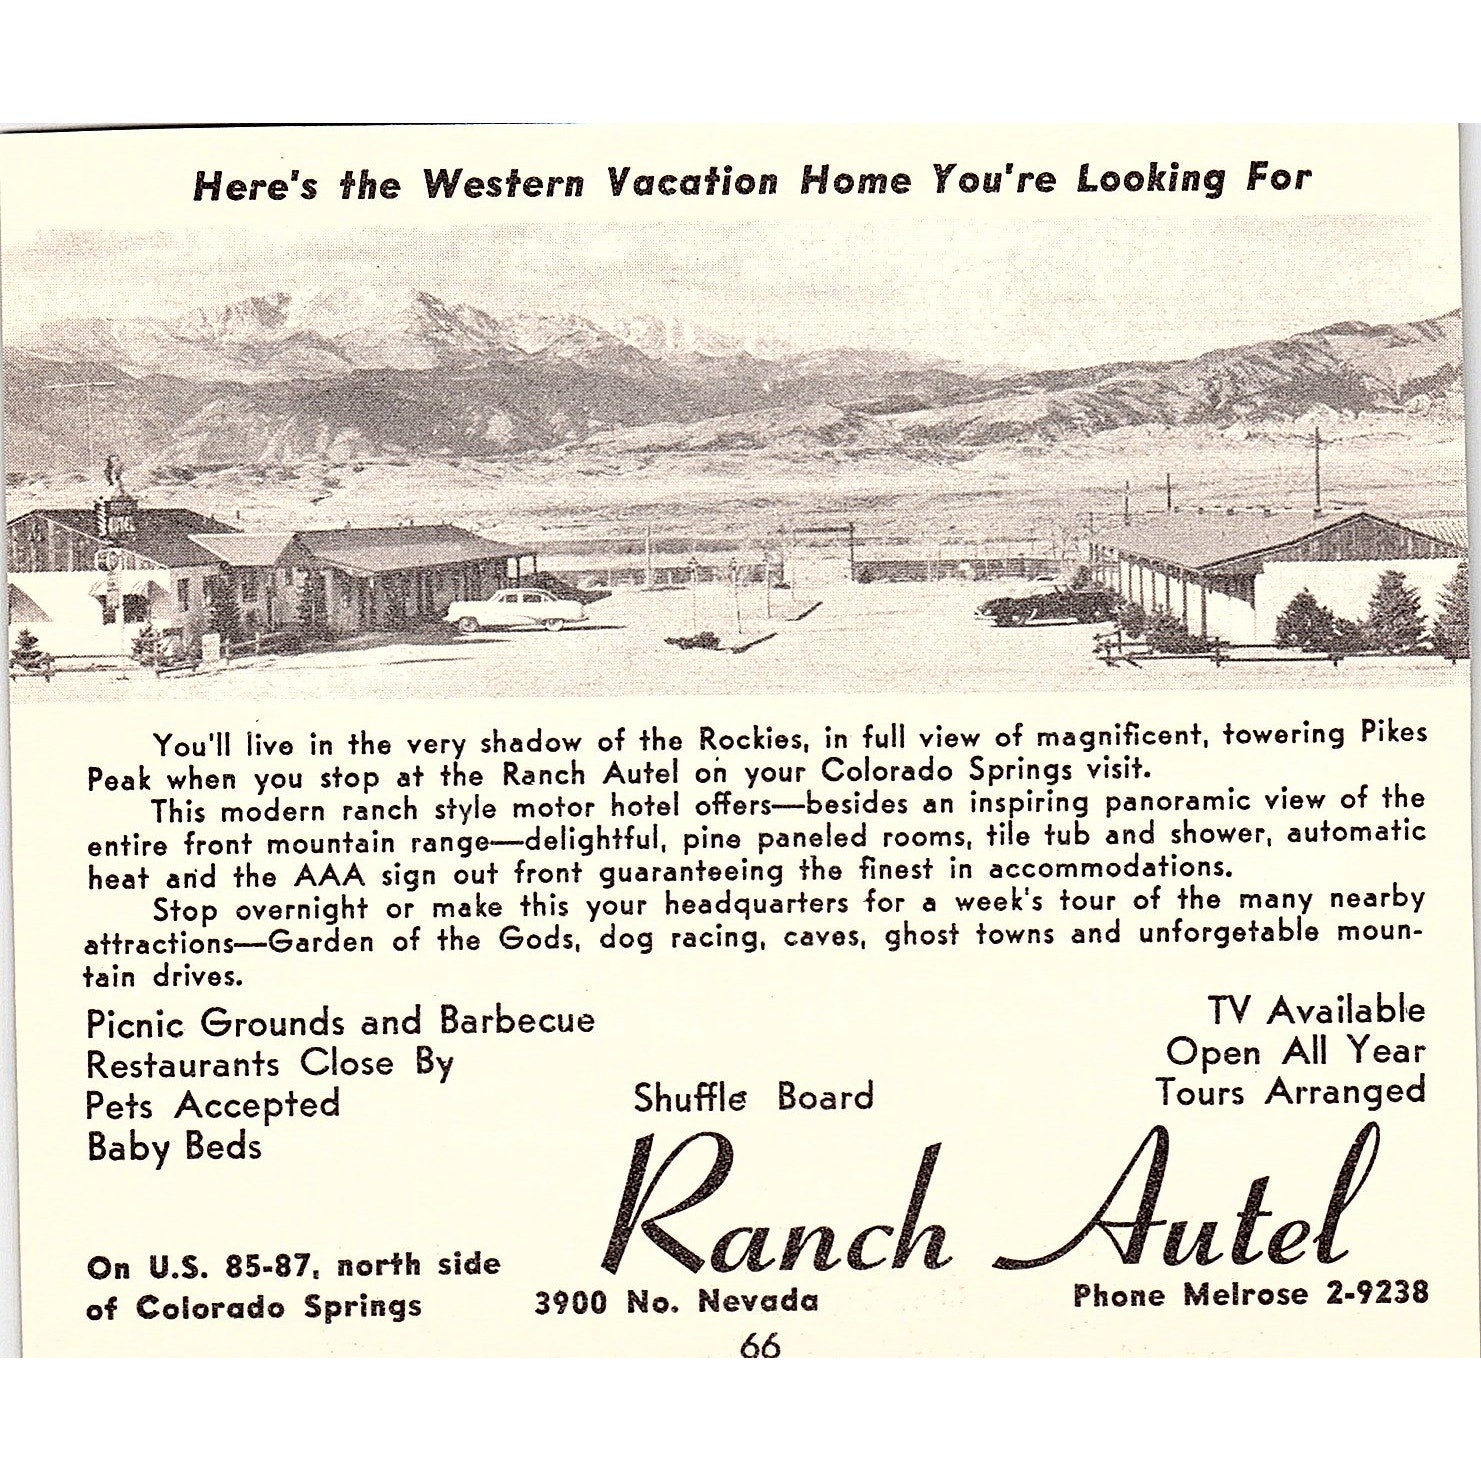 Here's the Western Vacation Home You're Looking For
You'll live in the very shadow of the Rockies, in full view of magnificent, towering Pikes
Peak when you stop at the Ranch Autel on your Colorado Springs visit.
This modern ranch style motor hotel offers—besides an inspiring panoramic view of the
entire front mountain range—delightful, pine paneled rooms, tile tub and shower, automatic
heat and the AAA sign out front guaranteeing the finest in accommodations.
Stop overnight or make this your headquarters for a week's tour of the many nearby
attractions—Garden of the Gods, dog racing, caves, ghost towns and unforgetable moun-
tain drives.
Picnic Grounds and Barbecue
Restaurants Close By
Pets Accepted
Baby Beds
TV Available
Open All Year
Tours Arranged
Shuffle Board
Ranch Autel
On U.S. 85-87, north side
of Colorado Springs
3900 No. Nevada
Phone Melrose 2-9238
66